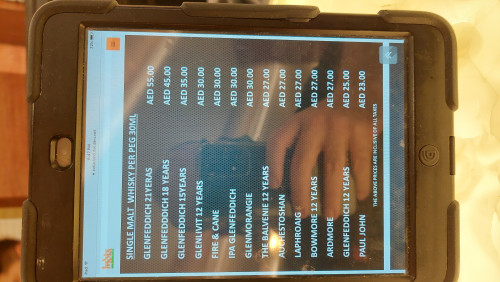 SINGLE MALT WHISKY PER PEG 30ML
GLENFEDDICH 21YERAS AED 55.00
GLENFEDDDICH 18 YEARS AED 45.00
GLENFEDDICH 15YEARS AED 35.00
GLENLIVIT 12 YEARS AED 30.00
FIRE & CANE AED 30.00
IPA GLENFEDDICH AED 30.00
GLENMORANGIE AED 30.00
THE BALVENIE 12 YEARS AED 27.00
AUCHESTOSHAN AED 27.00
LAPHROAIG AED 27.00
BOWMORE 12 YEARS AED 27.00
ARDMORE AED 27.00
GLENFEDDICH 12 YEARS AED 25.00
PAUL JOHN AED 23.00
THE ABOVE PRICES ARE INCLSIVE OF ALL TAXES